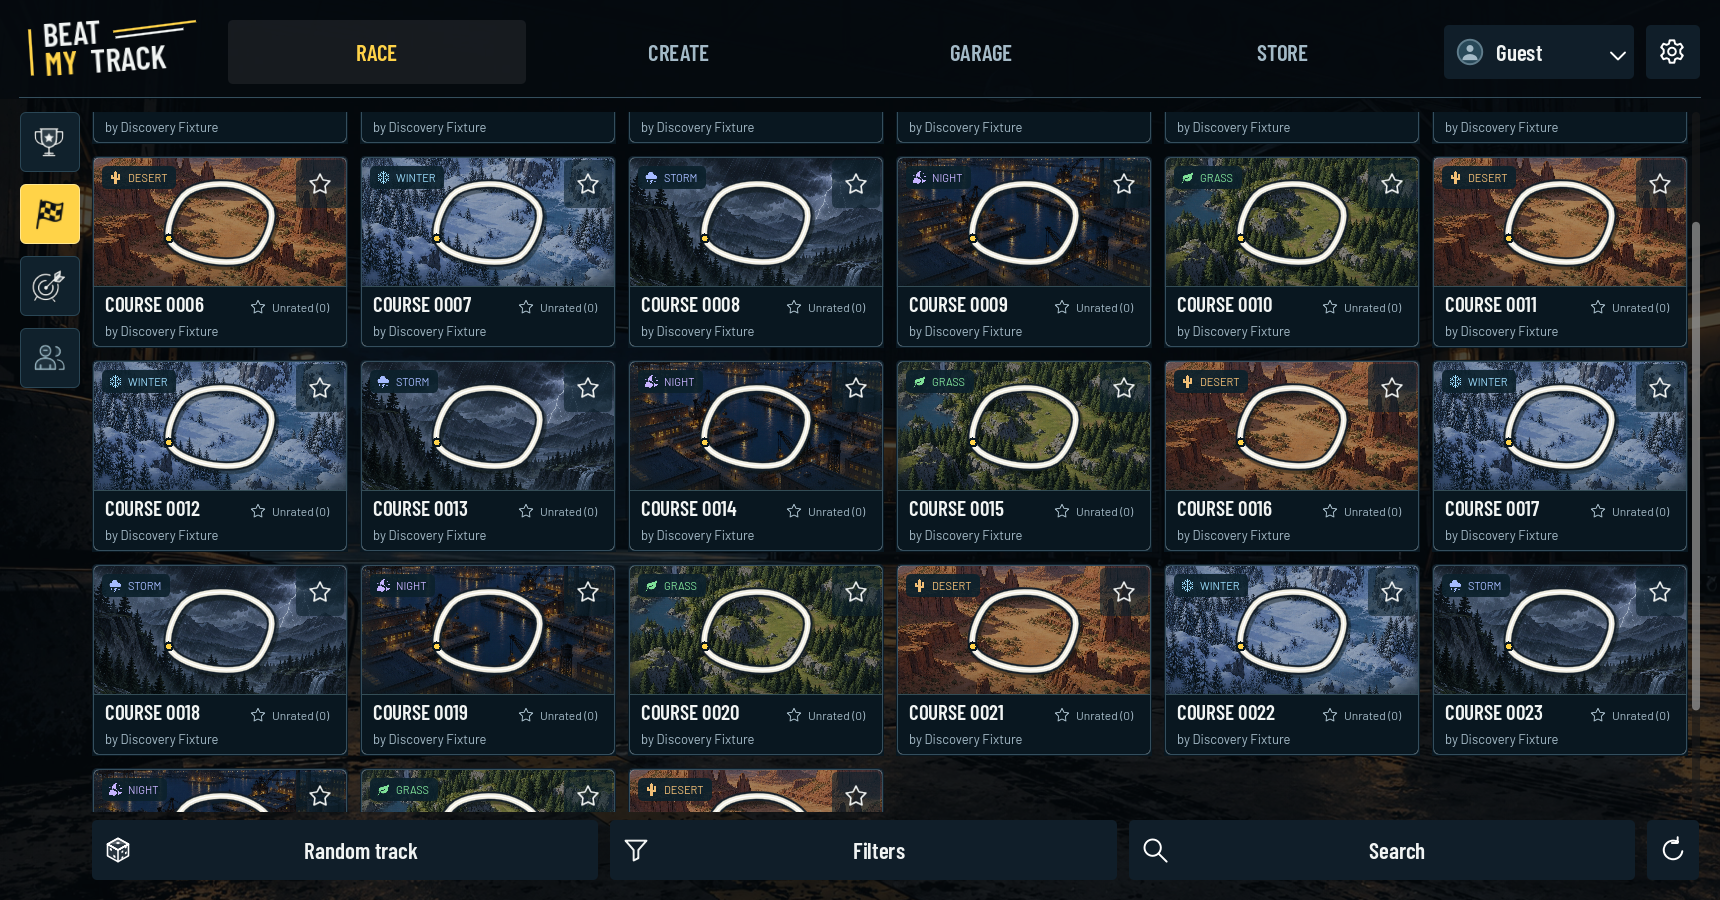 BEAT
MY TRACK
RACE
CREATE
GARAGE
STORE
Guest
by Discovery Fixture
by Discovery Fixture
by Discovery Fixture
by Discovery Fixture
by Discovery Fixture
by Discovery Fixture
DESERT
WINTER
STORM
NIGHT
GRASS
DESERT
COURSE 0006 Unrated (0)
by Discovery Fixture
COURSE 0007 Unrated (0)
by Discovery Fixture
COURSE 0008 Unrated (0)
by Discovery Fixture
COURSE 0009 Unrated (0)
by Discovery Fixture
COURSE 0010 Unrated (0)
by Discovery Fixture
COURSE 0011 Unrated (0)
by Discovery Fixture
WINTER
STORM
NIGHT
GRASS
DESERT
WINTER
COURSE 0012 Unrated (0)
by Discovery Fixture
COURSE 0013 Unrated (0)
by Discovery Fixture
COURSE 0014 Unrated (0)
by Discovery Fixture
COURSE 0015 Unrated (0)
by Discovery Fixture
COURSE 0016 Unrated (0)
by Discovery Fixture
COURSE 0017 Unrated (0)
by Discovery Fixture
STORM
NIGHT
GRASS
DESERT
WINTER
STORM
COURSE 0018 Unrated (0)
by Discovery Fixture
COURSE 0019 Unrated (0)
by Discovery Fixture
COURSE 0020 Unrated (0)
by Discovery Fixture
COURSE 0021 Unrated (0)
by Discovery Fixture
COURSE 0022 Unrated (0)
by Discovery Fixture
COURSE 0023 Unrated (0)
by Discovery Fixture
NIGHT
GRASS
DESERT
Random track
Filters
Search